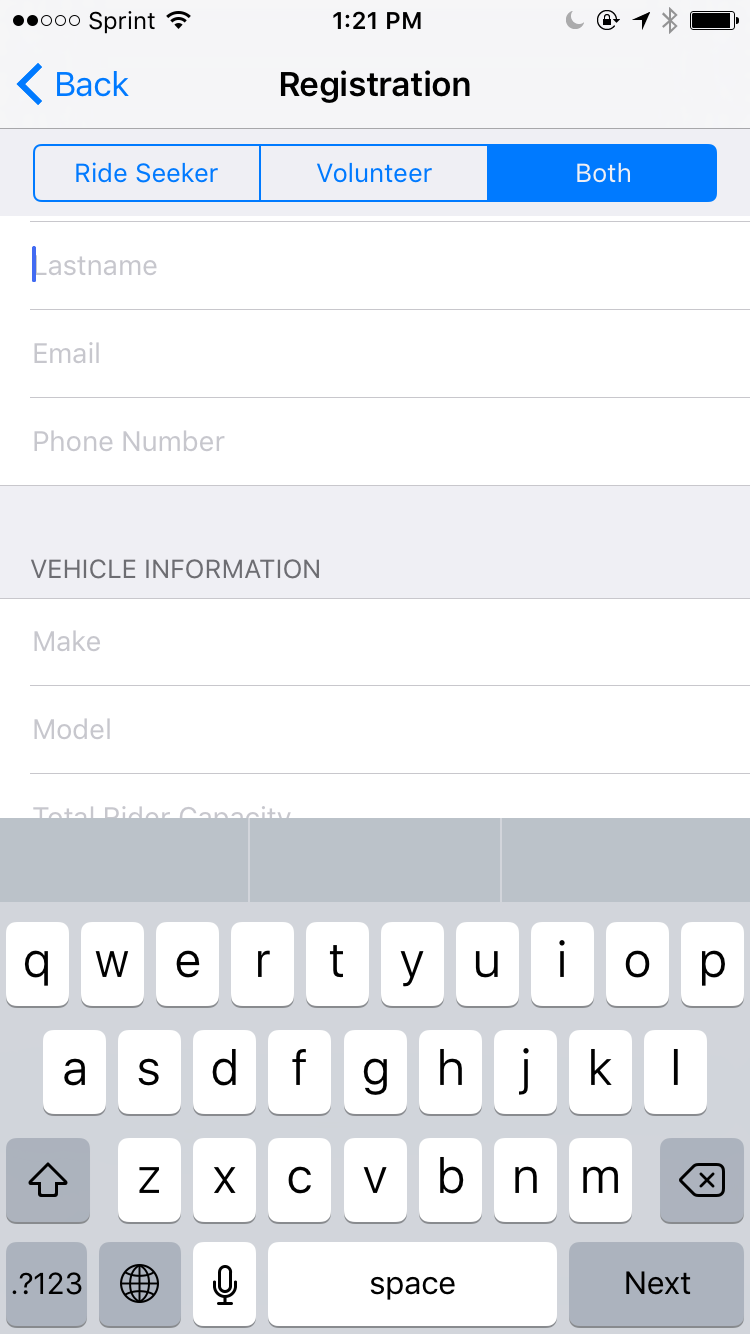 Sprint 1:21 PM
Back Registration
Ride Seeker Volunteer Both
Lastname
Email
Phone Number
VEHICLE INFORMATION
Make
Model
Total Rider Capacity
q w e r t y u i o p
a s d f g h j k l
z x c v b n m
.?123 space Next